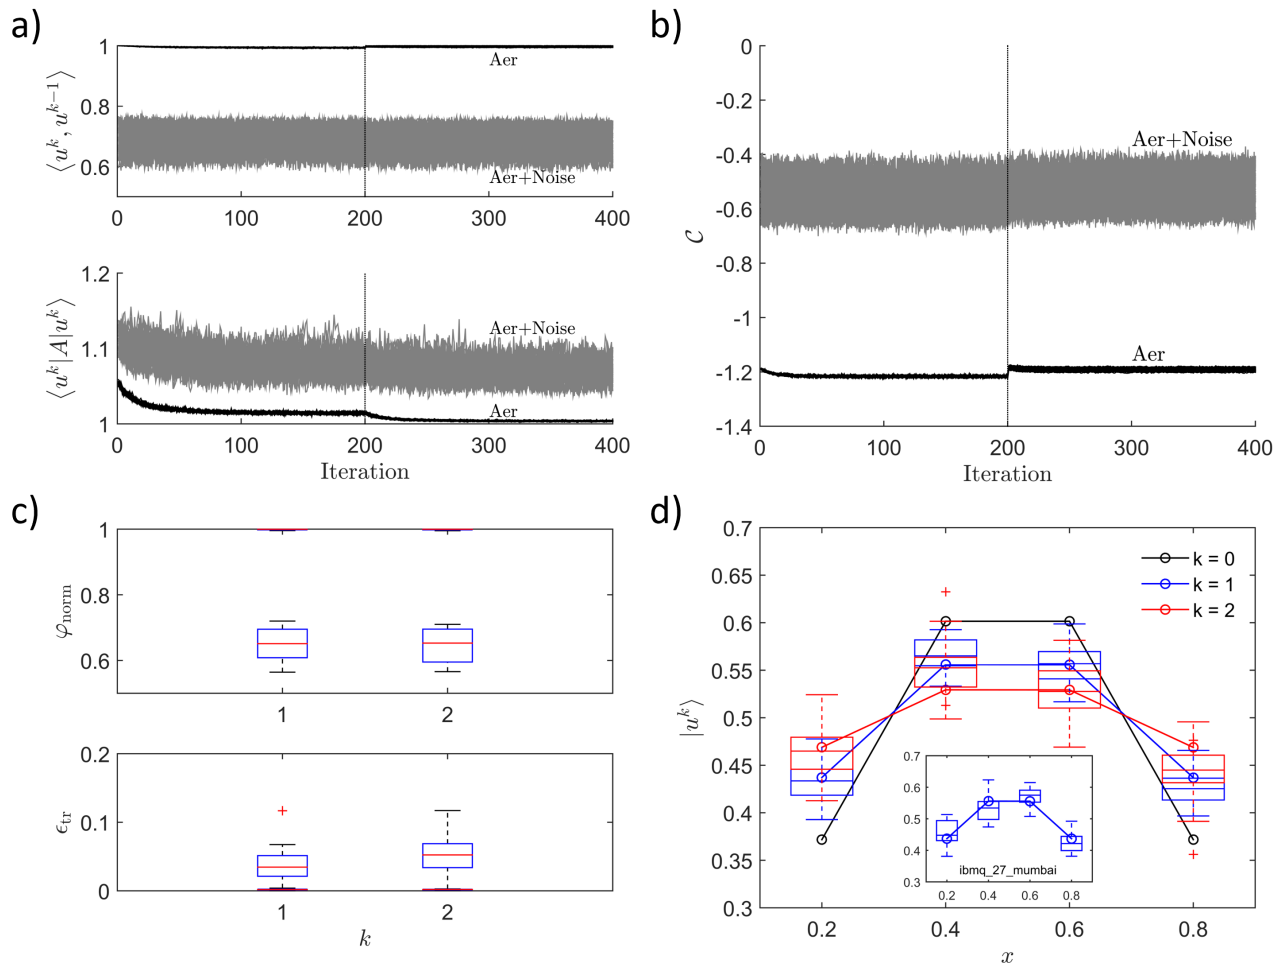 a)
⟨u^k, u^{k−1}⟩
1
0.8
0.6
Aer
Aer+Noise
0 100 200 300 400
⟨u^k|A|u^k⟩
1.2
1.1
1
Aer+Noise
Aer
0 100 200 300 400
Iteration
b)
𝒞
0
-0.2
-0.4
-0.6
-0.8
-1
-1.2
-1.4
Aer+Noise
Aer
0 100 200 300 400
Iteration
c)
φ_norm
1
0.8
0.6
1 2
ϵ_tr
0.2
0.1
0
1 2
k
d)
|u^k⟩
0.7
0.65
0.6
0.55
0.5
0.45
0.4
0.35
0.3
k = 0
k = 1
k = 2
0.7
0.6
0.5
0.4
0.3
ibmq_27_mumbai
0.2 0.4 0.6 0.8
0.2 0.4 0.6 0.8
x